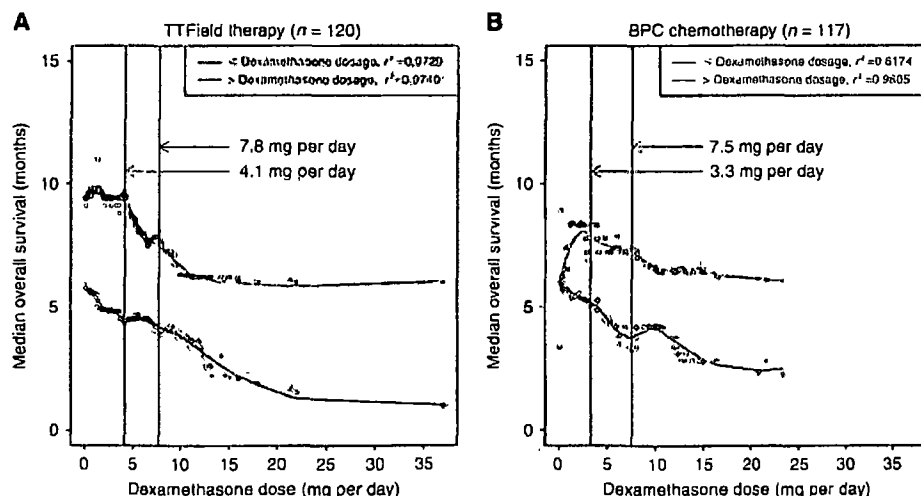 A
TTField therapy (n = 120)
≤ Dexamethasone dosage, r² =0.9720
> Dexamethasone dosage, r²=0.9740
7.8 mg per day
4.1 mg per day
Median overall survival (months)
15
10
5
0
0 5 10 15 20 25 30 35
Dexamethasone dose (mg per day)
B
BPC chemotherapy (n = 117)
Dexamethasone dosage, r² =0.6174
> Dexamethasone dosage, r² =0.9605
7.5 mg per day
3.3 mg per day
Median overall survival (months)
15
10
5
0
0 5 10 15 20 25 30 35
Dexamethasone dose (mg per day)